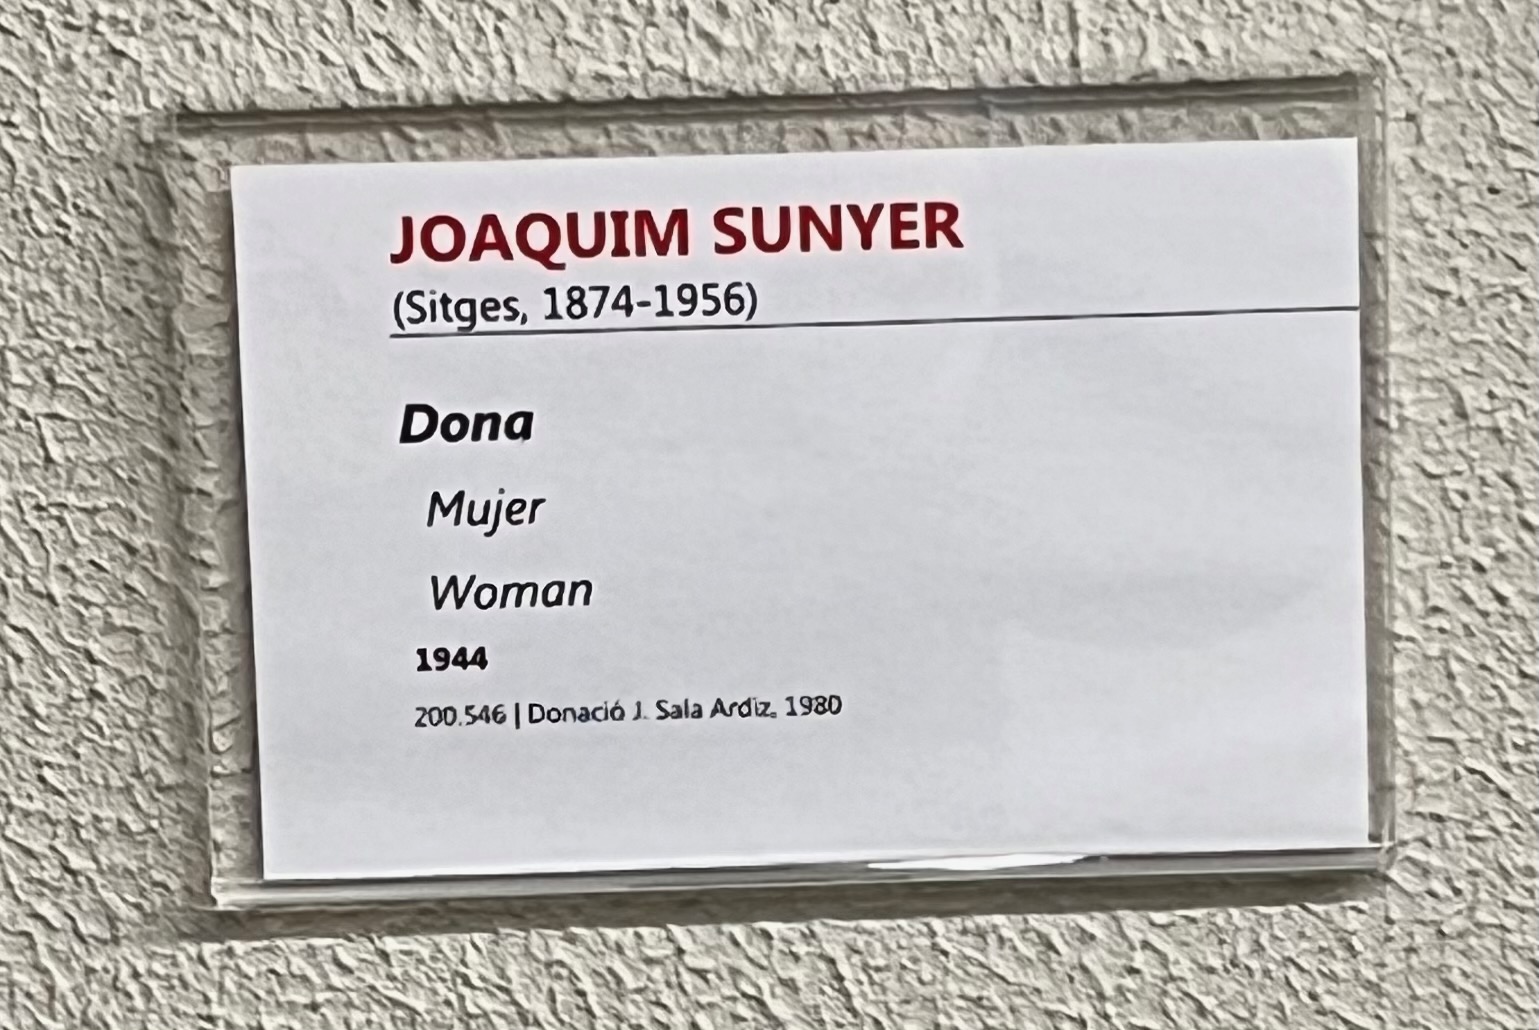 JOAQUIM SUNYER
(Sitges, 1874-1956)
Dona
Mujer
Woman
1944
200.546 | Donació J. Sala Ardiz, 1980